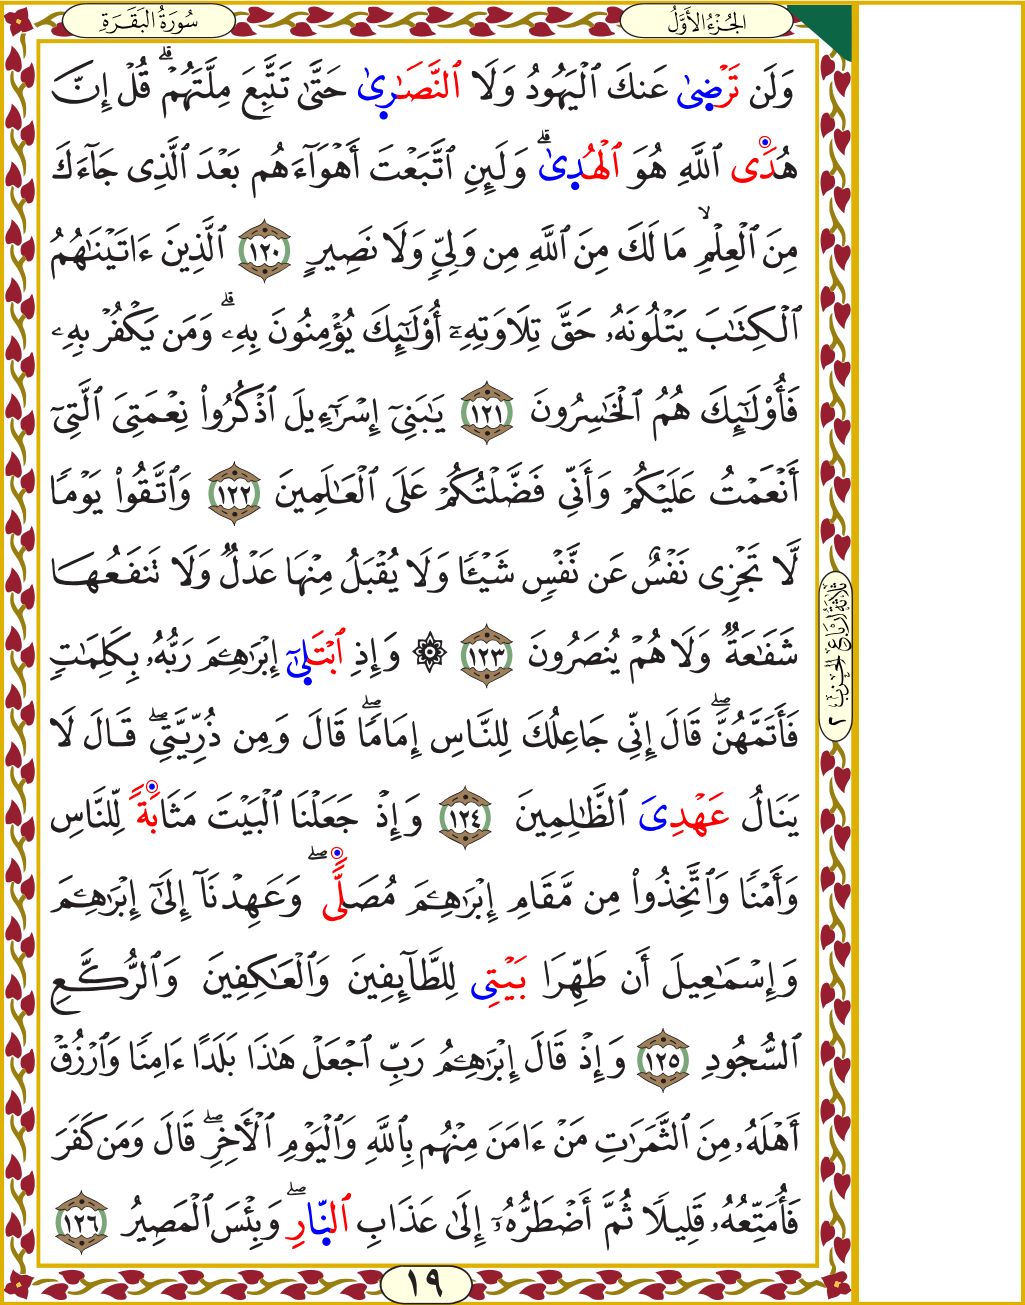 الجُزْءُ الأَوَّلُ
سُورَةُ البَقَرَةِ
وَلَن تَرۡضِىٰ عَنكَ ٱلۡيَهُودُ وَلَا ٱلنَّصَٰرِىٰ حَتَّىٰ تَتَّبِعَ مِلَّتَهُمۡۗ قُلۡ إِنَّ
هُدَى ٱللَّهِ هُوَ ٱلۡهُدِىٰۗ وَلَئِنِ ٱتَّبَعۡتَ أَهۡوَآءَهُم بَعۡدَ ٱلَّذِى جَآءَكَ
مِنَ ٱلۡعِلۡمِۙ مَا لَكَ مِنَ ٱللَّهِ مِن وَلِيّٖ وَلَا نَصِيرٍ ١٢٠ ٱلَّذِينَ ءَاتَيۡنَٰهُمُ
ٱلۡكِتَٰبَ يَتۡلُونَهُۥ حَقَّ تِلَاوَتِهِۦٓ أُوْلَٰٓئِكَ يُؤۡمِنُونَ بِهِۦۗ وَمَن يَكۡفُرۡ بِهِۦ
فَأُوْلَٰٓئِكَ هُمُ ٱلۡخَٰسِرُونَ ١٢١ يَٰبَنِىٓ إِسۡرَٰٓءِيلَ ٱذۡكُرُواْ نِعۡمَتِىَ ٱلَّتِىٓ
أَنۡعَمۡتُ عَلَيۡكُمۡ وَأَنِّى فَضَّلۡتُكُمۡ عَلَى ٱلۡعَٰلَمِينَ ١٢٢ وَٱتَّقُواْ يَوۡمٗا
لَّا تَجۡزِى نَفۡسٌ عَن نَّفۡسٖ شَيۡـٔٗا وَلَا يُقۡبَلُ مِنۡهَا عَدۡلٞ وَلَا تَنفَعُهَا
شَفَٰعَةٞ وَلَا هُمۡ يُنصَرُونَ ١٢٣ ۞ وَإِذِ ٱبۡتَلِىٰٓ إِبۡرَٰهِـۧمَ رَبُّهُۥ بِكَلِمَٰتٖ
فَأَتَمَّهُنَّۖ قَالَ إِنِّى جَاعِلُكَ لِلنَّاسِ إِمَامٗاۖ قَالَ وَمِن ذُرِّيَّتِىۖ قَالَ لَا
يَنَالُ عَهۡدِىَ ٱلظَّٰلِمِينَ ١٢٤ وَإِذۡ جَعَلۡنَا ٱلۡبَيۡتَ مَثَابَةٗ لِّلنَّاسِ
وَأَمۡنٗا وَٱتَّخِذُواْ مِن مَّقَامِ إِبۡرَٰهِـۧمَ مُصَلّٗىۖ وَعَهِدۡنَآ إِلَىٰٓ إِبۡرَٰهِـۧمَ
وَإِسۡمَٰعِيلَ أَن طَهِّرَا بَيۡتِى لِلطَّآئِفِينَ وَٱلۡعَٰكِفِينَ وَٱلرُّكَّعِ
ٱلسُّجُودِ ١٢٥ وَإِذۡ قَالَ إِبۡرَٰهِـۧمُ رَبِّ ٱجۡعَلۡ هَٰذَا بَلَدًا ءَامِنٗا وَٱرۡزُقۡ
أَهۡلَهُۥ مِنَ ٱلثَّمَرَٰتِ مَنۡ ءَامَنَ مِنۡهُم بِٱللَّهِ وَٱلۡيَوۡمِ ٱلۡأٓخِرِۖ قَالَ وَمَن كَفَرَ
فَأُمَتِّعُهُۥ قَلِيلٗا ثُمَّ أَضۡطَرُّهُۥٓ إِلَىٰ عَذَابِ ٱلنِّارِۖ وَبِئۡسَ ٱلۡمَصِيرُ ١٢٦
ثَلَاثَةُ أَرْبَاعِ الحِزْبِ ٢
١٩